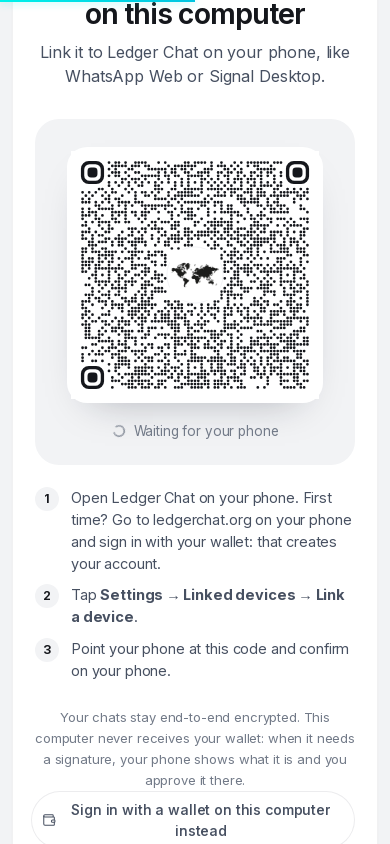 on this computer
Link it to Ledger Chat on your phone, like
WhatsApp Web or Signal Desktop.
Waiting for your phone
1 Open Ledger Chat on your phone. First
time? Go to ledgerchat.org on your phone
and sign in with your wallet: that creates
your account.
2 Tap Settings → Linked devices → Link
a device.
3 Point your phone at this code and confirm
on your phone.
Your chats stay end-to-end encrypted. This
computer never receives your wallet: when it needs
a signature, your phone shows what it is and you
approve it there.
Sign in with a wallet on this computer
instead